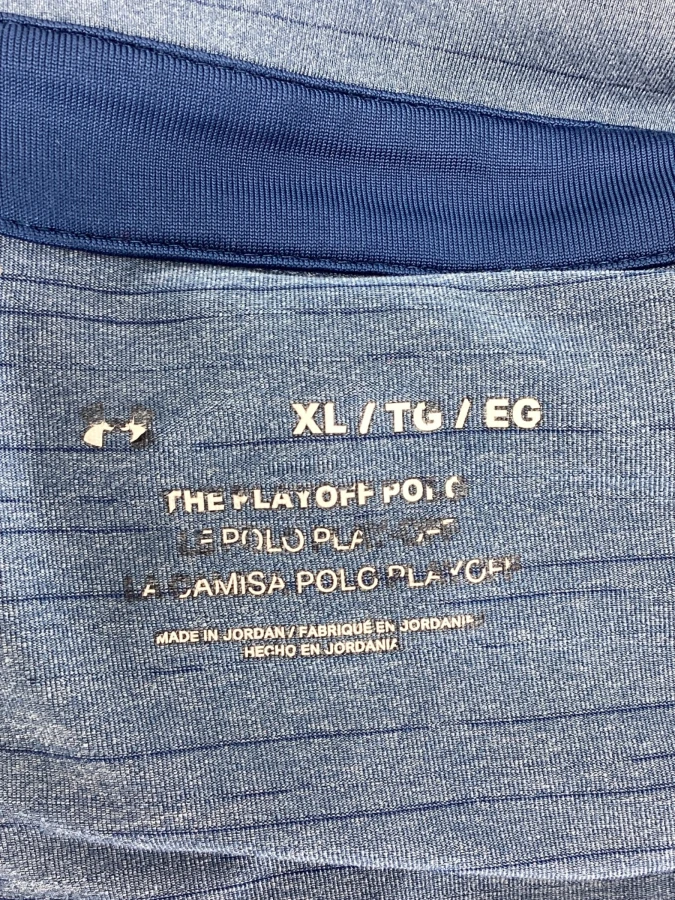 XL / TG / EG
THE PLAYOFF POLO
LE POLO PLAYOFF
LA CAMISA POLO PLAYOFF
MADE IN JORDAN / FABRIQUÉ EN JORDANIE
HECHO EN JORDANIA